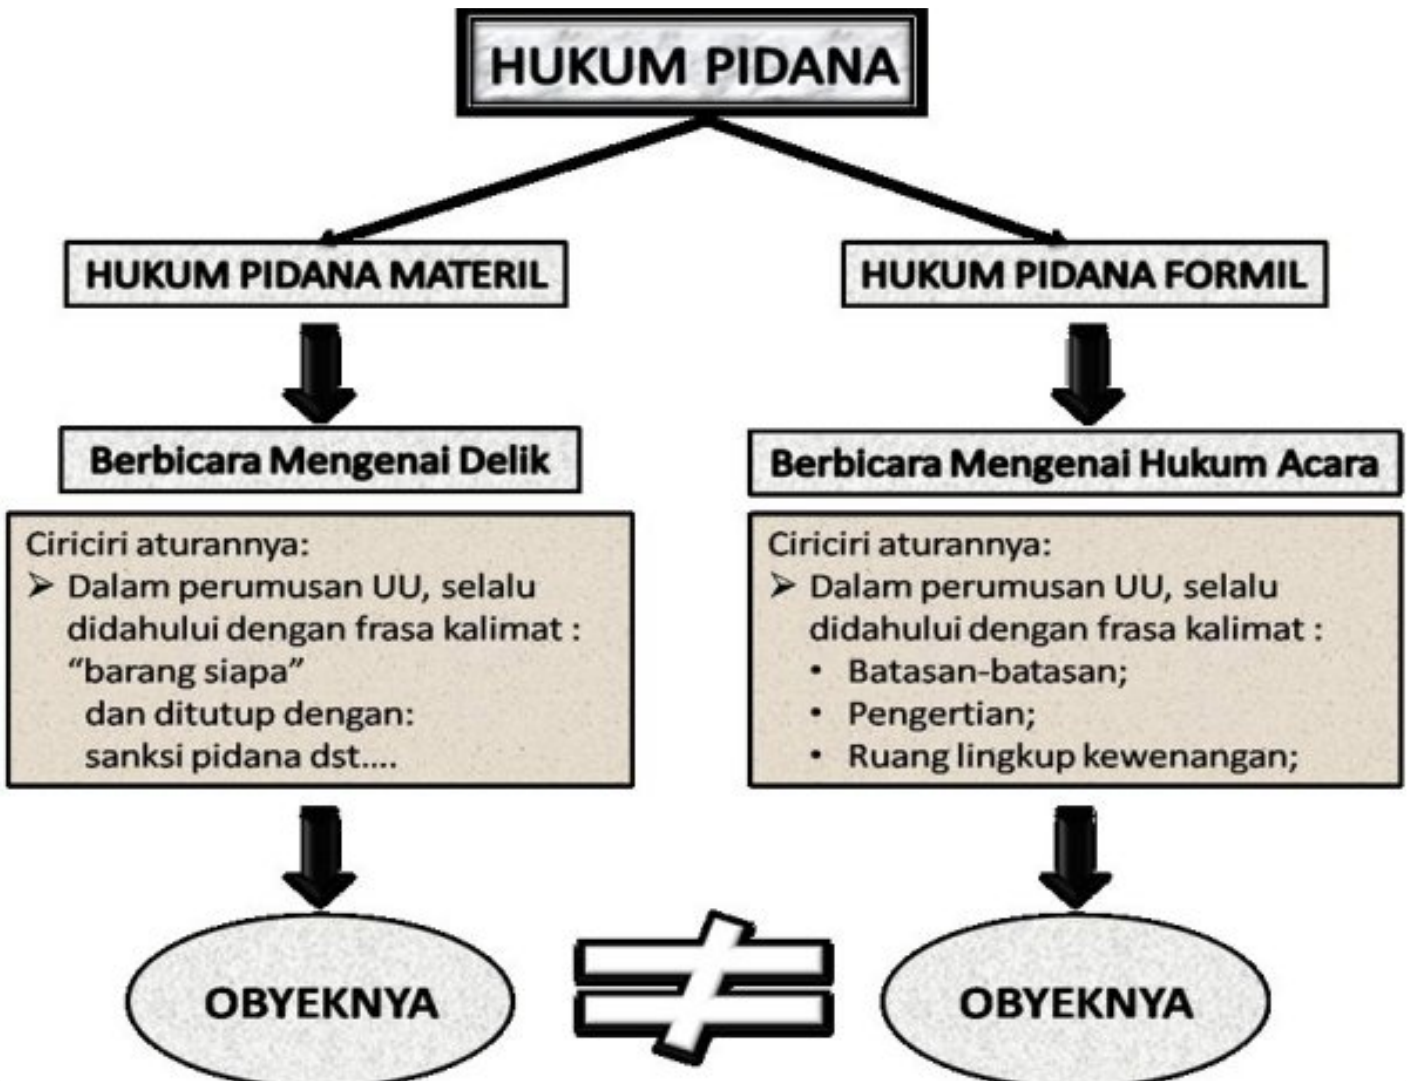 HUKUM PIDANA
HUKUM PIDANA MATERIL
HUKUM PIDANA FORMIL
Berbicara Mengenai Delik
Berbicara Mengenai Hukum Acara
Ciriciri aturannya:
➢ Dalam perumusan UU, selalu
didahului dengan frasa kalimat :
“barang siapa”
dan ditutup dengan:
sanksi pidana dst....
Ciriciri aturannya:
➢ Dalam perumusan UU, selalu
didahului dengan frasa kalimat :
• Batasan-batasan;
• Pengertian;
• Ruang lingkup kewenangan;
OBYEKNYA
≠
OBYEKNYA